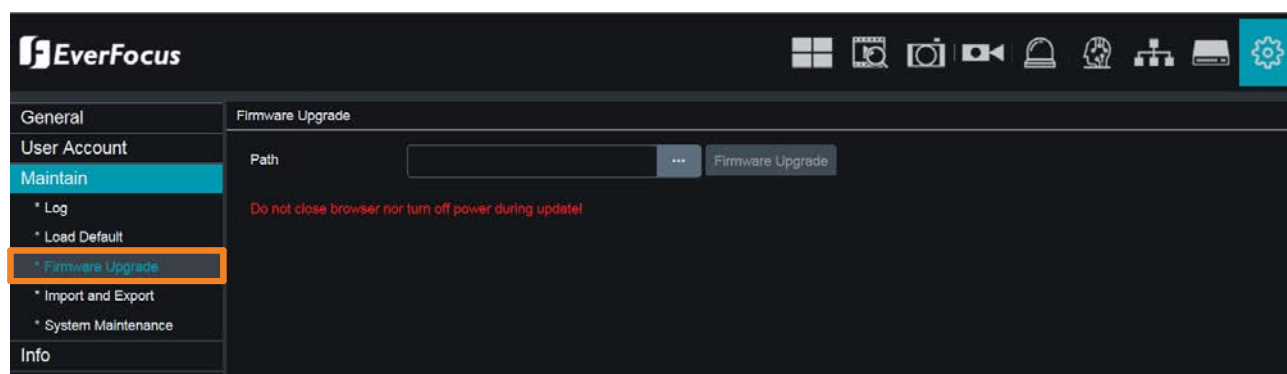 EverFocus
General
User Account
Maintain
* Log
* Load Default
* Firmware Upgrade
* Import and Export
* System Maintenance
Info
Firmware Upgrade
Path ... Firmware Upgrade
Do not close browser nor turn off power during update!